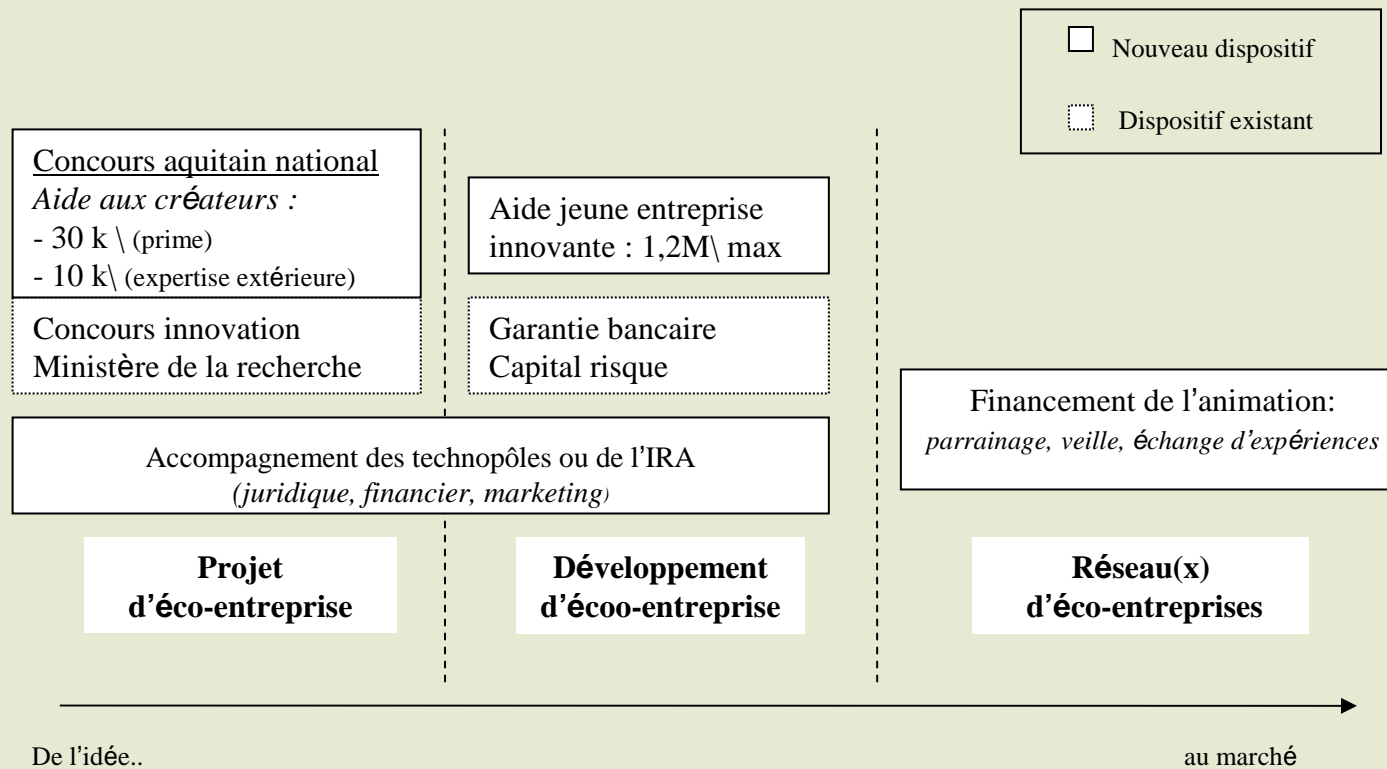 Nouveau dispositif
Dispositif existant
Concours aquitain national
Aide aux créateurs :
- 30 k \ (prime)
- 10 k\ (expertise extérieure)
Concours innovation
Ministère de la recherche
Aide jeune entreprise
innovante : 1,2M\ max
Garantie bancaire
Capital risque
Accompagnement des technopôles ou de l’IRA
(juridique, financier, marketing)
Financement de l’animation:
parrainage, veille, échange d’expériences
Projet
d’éco-entreprise
Développement
d’écoo-entreprise
Réseau(x)
d’éco-entreprises
De l’idée..
au marché